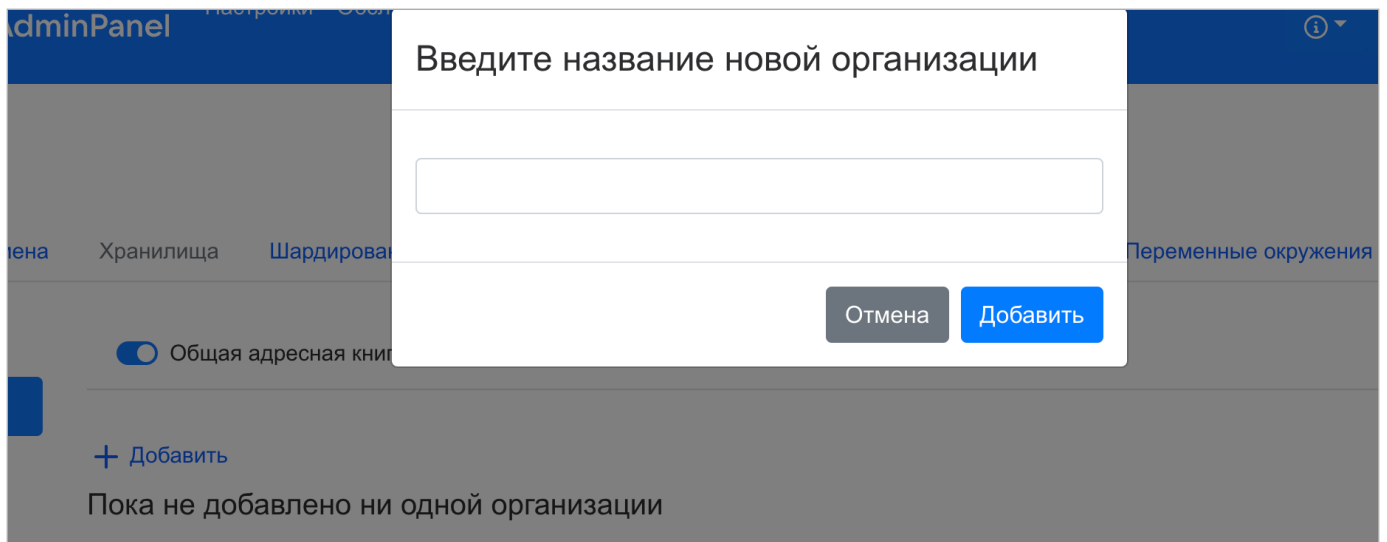 AdminPanel
Введите название новой организации
Хранилища
Переменные окружения
Отмена
Добавить
Общая адресная
Добавить
Пока не добавлено ни одной организации